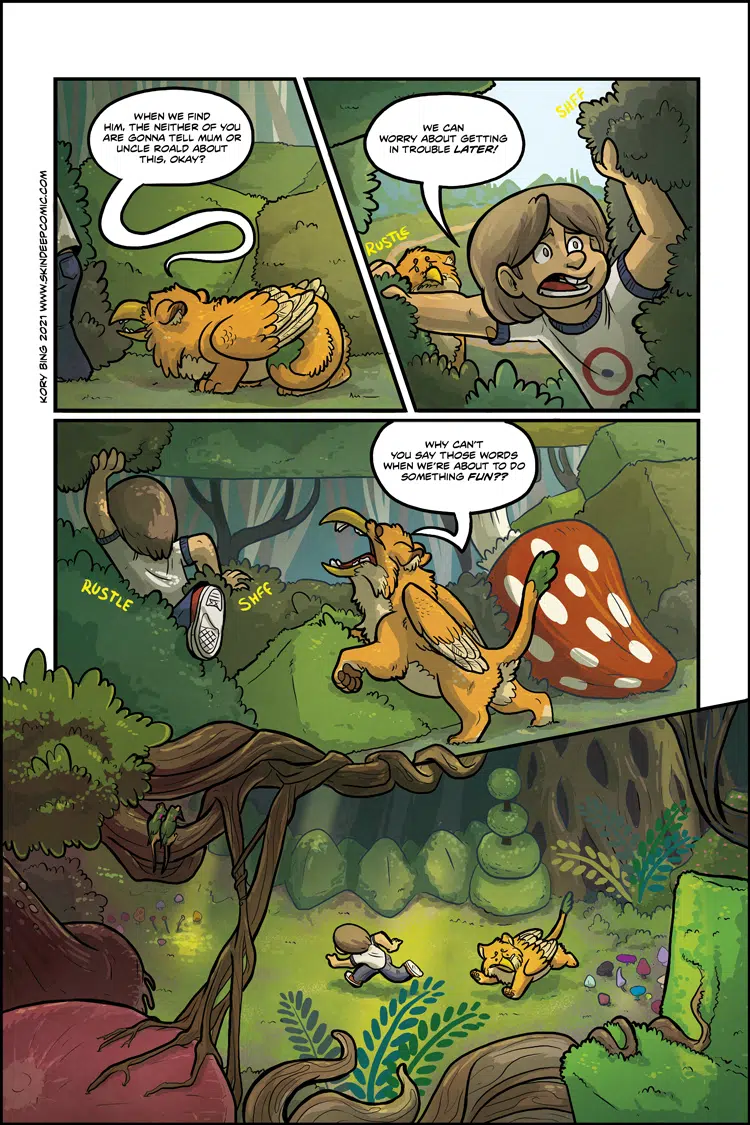 WHEN WE FIND
HIM, THE NEITHER OF YOU
ARE GONNA TELL MUM OR
UNCLE ROALD ABOUT
THIS, OKAY?
WE CAN
WORRY ABOUT GETTING
IN TROUBLE LATER!
SHFF
RUSTLE
KORY BING 2021 WWW.SKINDEEPCOMIC.COM
WHY CAN'T
YOU SAY THOSE WORDS
WHEN WE'RE ABOUT TO DO
SOMETHING FUN??
RUSTLE
SHFF